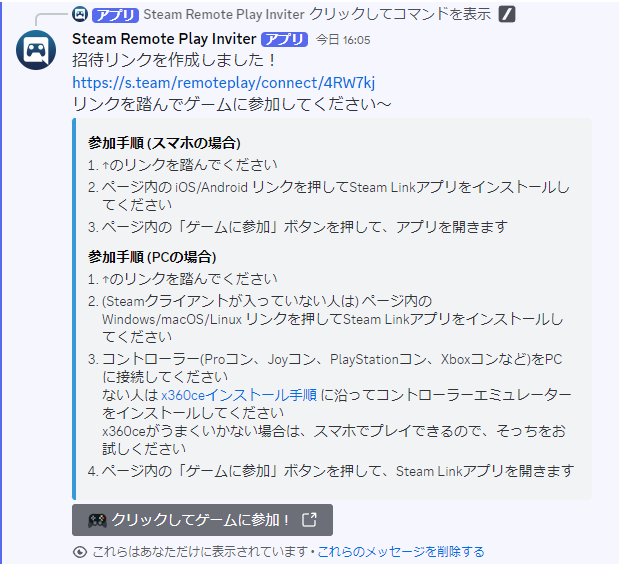 アプリ Steam Remote Play Inviter クリックしてコマンドを表示
Steam Remote Play Inviter アプリ 今日 16:05
招待リンクを作成しました！
https://s.team/remoteplay/connect/4RW7kj
リンクを踏んでゲームに参加してください～
参加手順 (スマホの場合)
1. ↑のリンクを踏んでください
2. ページ内の iOS/Android リンクを押してSteam Linkアプリをインストールし
てください
3. ページ内の「ゲームに参加」ボタンを押して、アプリを開きます
参加手順 (PCの場合)
1. ↑のリンクを踏んでください
2. (Steamクライアントが入っていない人は) ページ内の
Windows/macOS/Linux リンクを押してSteam Linkアプリをインストールし
てください
3. コントローラー(Proコン、Joyコン、PlayStationコン、Xboxコンなど)をPC
に接続してください
ない人は x360ceインストール手順 に沿ってコントローラーエミュレーター
をインストールしてください
x360ceがうまくいかない場合は、スマホでプレイできるので、そっちをお
試しください
4. ページ内の「ゲームに参加」ボタンを押して、Steam Linkアプリを開きます
クリックしてゲームに参加！
これらはあなただけに表示されています • これらのメッセージを削除する